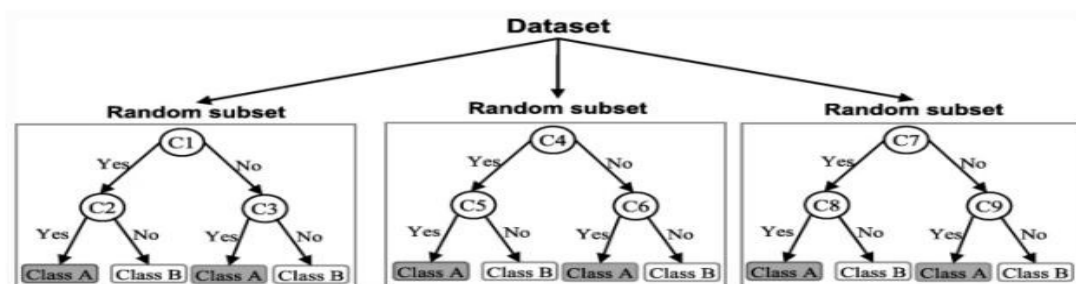 Dataset
Random subset Random subset Random subset
C1 C4 C7
Yes No Yes No Yes No
C2 C3 C5 C6 C8 C9
Yes No Yes No Yes No Yes No Yes No Yes No
Class A Class B Class A Class B Class A Class B Class A Class B Class A Class B Class A Class B